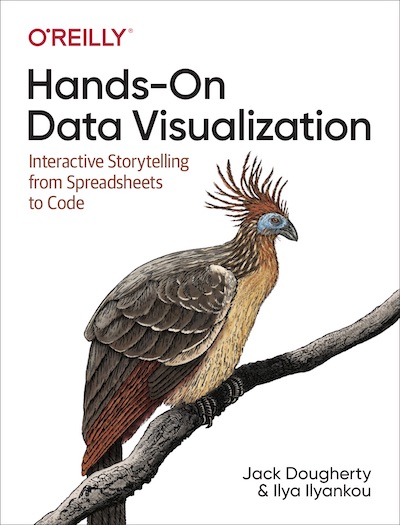 O'REILLY®
Hands-On
Data Visualization
Interactive Storytelling
from Spreadsheets
to Code
Jack Dougherty
& Ilya Ilyankou